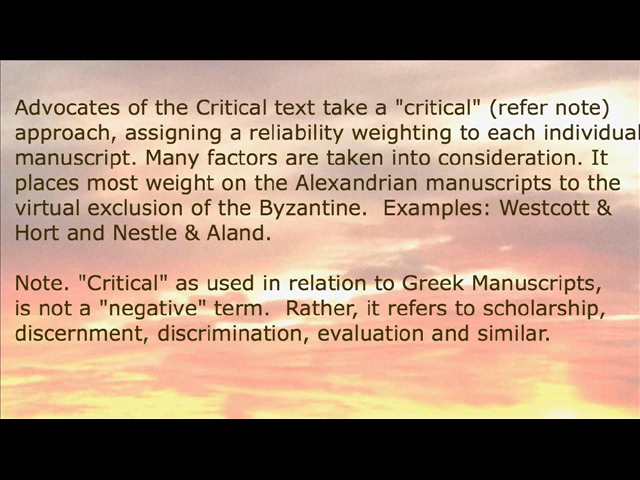 Advocates of the Critical text take a "critical" (refer note)
approach, assigning a reliability weighting to each individual
manuscript. Many factors are taken into consideration. It
places most weight on the Alexandrian manuscripts to the
virtual exclusion of the Byzantine.  Examples: Westcott &
Hort and Nestle & Aland.

Note. "Critical" as used in relation to Greek Manuscripts,
is not a "negative" term.  Rather, it refers to scholarship,
discernment, discrimination, evaluation and similar.